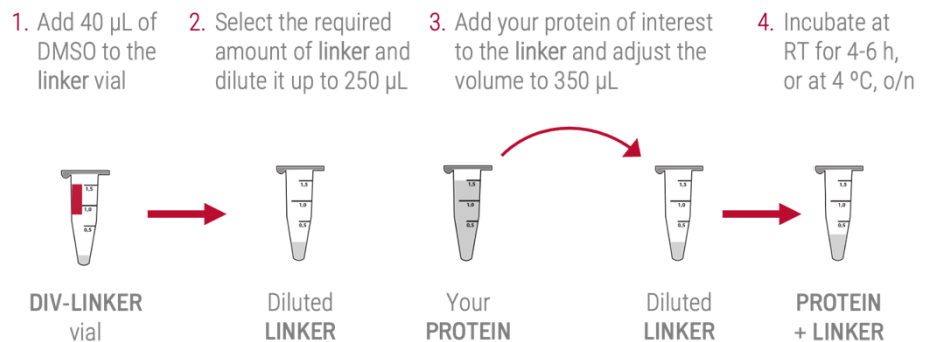 1. Add 40 µL of
DMSO to the
linker vial
2. Select the required
amount of linker and
dilute it up to 250 µL
3. Add your protein of interest
to the linker and adjust the
volume to 350 µL
4. Incubate at
RT for 4-6 h,
or at 4 ºC, o/n
1,5
1,0
0,5
1,5
1,0
0,5
1,5
1,0
0,5
1,5
1,0
0,5
1,5
1,0
0,5
DIV-LINKER
vial
Diluted
LINKER
Your
PROTEIN
Diluted
LINKER
PROTEIN
+ LINKER